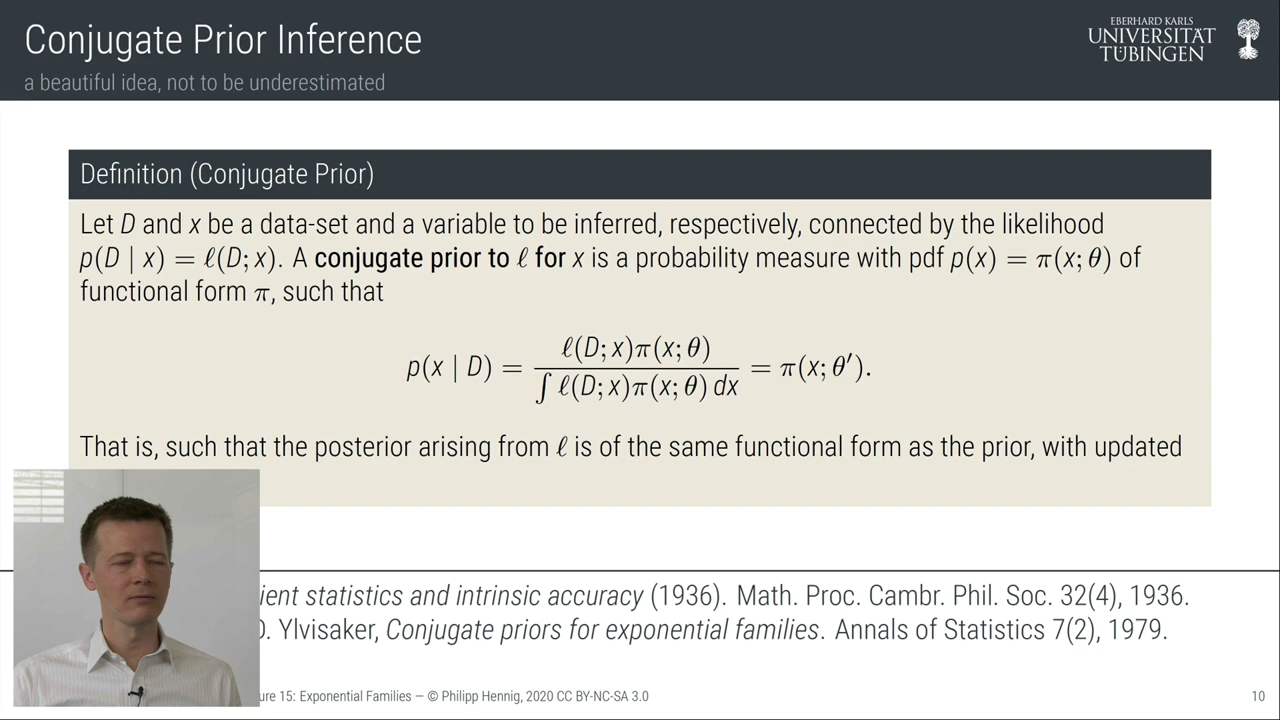 Conjugate Prior Inference
a beautiful idea, not to be underestimated
EBERHARD KARLS
UNIVERSITÄT
TÜBINGEN
Definition (Conjugate Prior)
Let D and x be a data-set and a variable to be inferred, respectively, connected by the likelihood
p(D | x) = ℓ(D; x). A conjugate prior to ℓ for x is a probability measure with pdf p(x) = π(x; θ) of
functional form π, such that
p(x | D) = ℓ(D; x)π(x; θ) / ∫ ℓ(D; x)π(x; θ) dx = π(x; θ′).
That is, such that the posterior arising from ℓ is of the same functional form as the prior, with updated
statistics and intrinsic accuracy (1936). Math. Proc. Cambr. Phil. Soc. 32(4), 1936.
Ylvisaker, Conjugate priors for exponential families. Annals of Statistics 7(2), 1979.
15: Exponential Families — © Philipp Hennig, 2020 CC BY-NC-SA 3.0
10